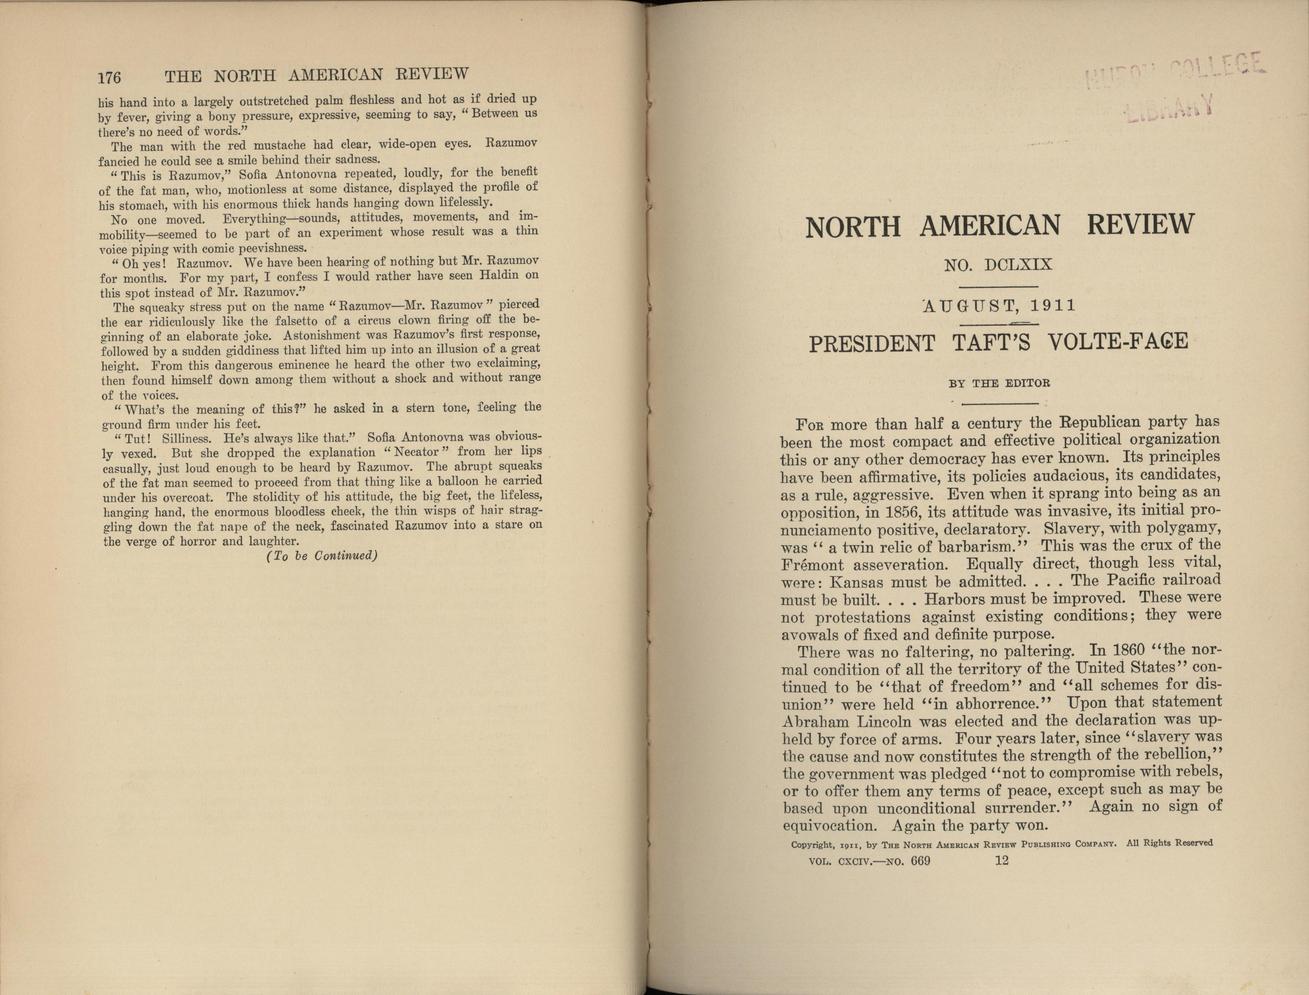 176 THE NORTH AMERICAN REVIEW
his hand into a largely outstretched palm fleshless and hot as if dried up
by fever, giving a bony pressure, expressive, seeming to say, “ Between us
there’s no need of words.”
The man with the red mustache had clear, wide-open eyes. Razumov
fancied he could see a smile behind their sadness.
“ This is Razumov,” Sofia Antonovna repeated, loudly, for the benefit
of the fat man, who, motionless at some distance, displayed the profile of
his stomach, with his enormous thick hands hanging down lifelessly.
No one moved. Everything—sounds, attitudes, movements, and im-
mobility—seemed to be part of an experiment whose result was a thin
voice piping with comic peevishness.
“ Oh yes! Razumov. We have been hearing of nothing but Mr. Razumov
for months. For my part, I confess I would rather have seen Haldin on
this spot instead of Mr. Razumov.”
The squeaky stress put on the name “ Razumov—Mr. Razumov ” pierced
the ear ridiculously like the falsetto of a circus clown firing off the be-
ginning of an elaborate joke. Astonishment was Razumov’s first response,
followed by a sudden giddiness that lifted him up into an illusion of a great
height. From this dangerous eminence he heard the other two exclaiming,
then found himself down among them without a shock and without range
of the voices.
“ What’s the meaning of this?” he asked in a stern tone, feeling the
ground firm under his feet.
“ Tut! Silliness. He’s always like that.” Sofia Antonovna was obvious-
ly vexed. But she dropped the explanation “ Necator ” from her lips
casually, just loud enough to be heard by Razumov. The abrupt squeaks
of the fat man seemed to proceed from that thing like a balloon he carried
under his overcoat. The stolidity of his attitude, the big feet, the lifeless,
hanging hand, the enormous bloodless cheek, the thin wisps of hair strag-
gling down the fat nape of the neck, fascinated Razumov into a stare on
the verge of horror and laughter.
(To be Continued)
HURON COLLEGE
LIBRARY
NORTH AMERICAN REVIEW
NO. DCLXIX
AUGUST, 1911
PRESIDENT TAFT’S VOLTE-FACE
BY THE EDITOR
FOR more than half a century the Republican party has
been the most compact and effective political organization
this or any other democracy has ever known. Its principles
have been affirmative, its policies audacious, its candidates,
as a rule, aggressive. Even when it sprang into being as an
opposition, in 1856, its attitude was invasive, its initial pro-
nunciamento positive, declaratory. Slavery, with polygamy,
was “ a twin relic of barbarism.” This was the crux of the
Frémont asseveration. Equally direct, though less vital,
were: Kansas must be admitted. . . . The Pacific railroad
must be built. . . . Harbors must be improved. These were
not protestations against existing conditions; they were
avowals of fixed and definite purpose.
There was no faltering, no paltering. In 1860 “the nor-
mal condition of all the territory of the United States” con-
tinued to be “that of freedom” and “all schemes for dis-
union” were held “in abhorrence.” Upon that statement
Abraham Lincoln was elected and the declaration was up-
held by force of arms. Four years later, since “slavery was
the cause and now constitutes the strength of the rebellion,”
the government was pledged “not to compromise with rebels,
or to offer them any terms of peace, except such as may be
based upon unconditional surrender.” Again no sign of
equivocation. Again the party won.
Copyright, 1911, by THE NORTH AMERICAN REVIEW PUBLISHING COMPANY. All Rights Reserved
VOL. CXCIV.—NO. 669 12